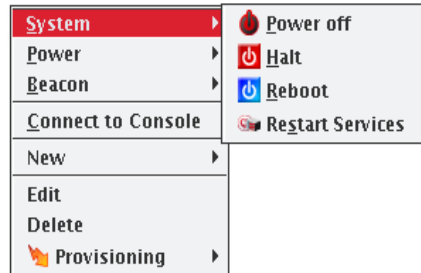 System
Power
Beacon
Connect to Console
New
Edit
Delete
Provisioning
Power off
Halt
Reboot
Restart Services